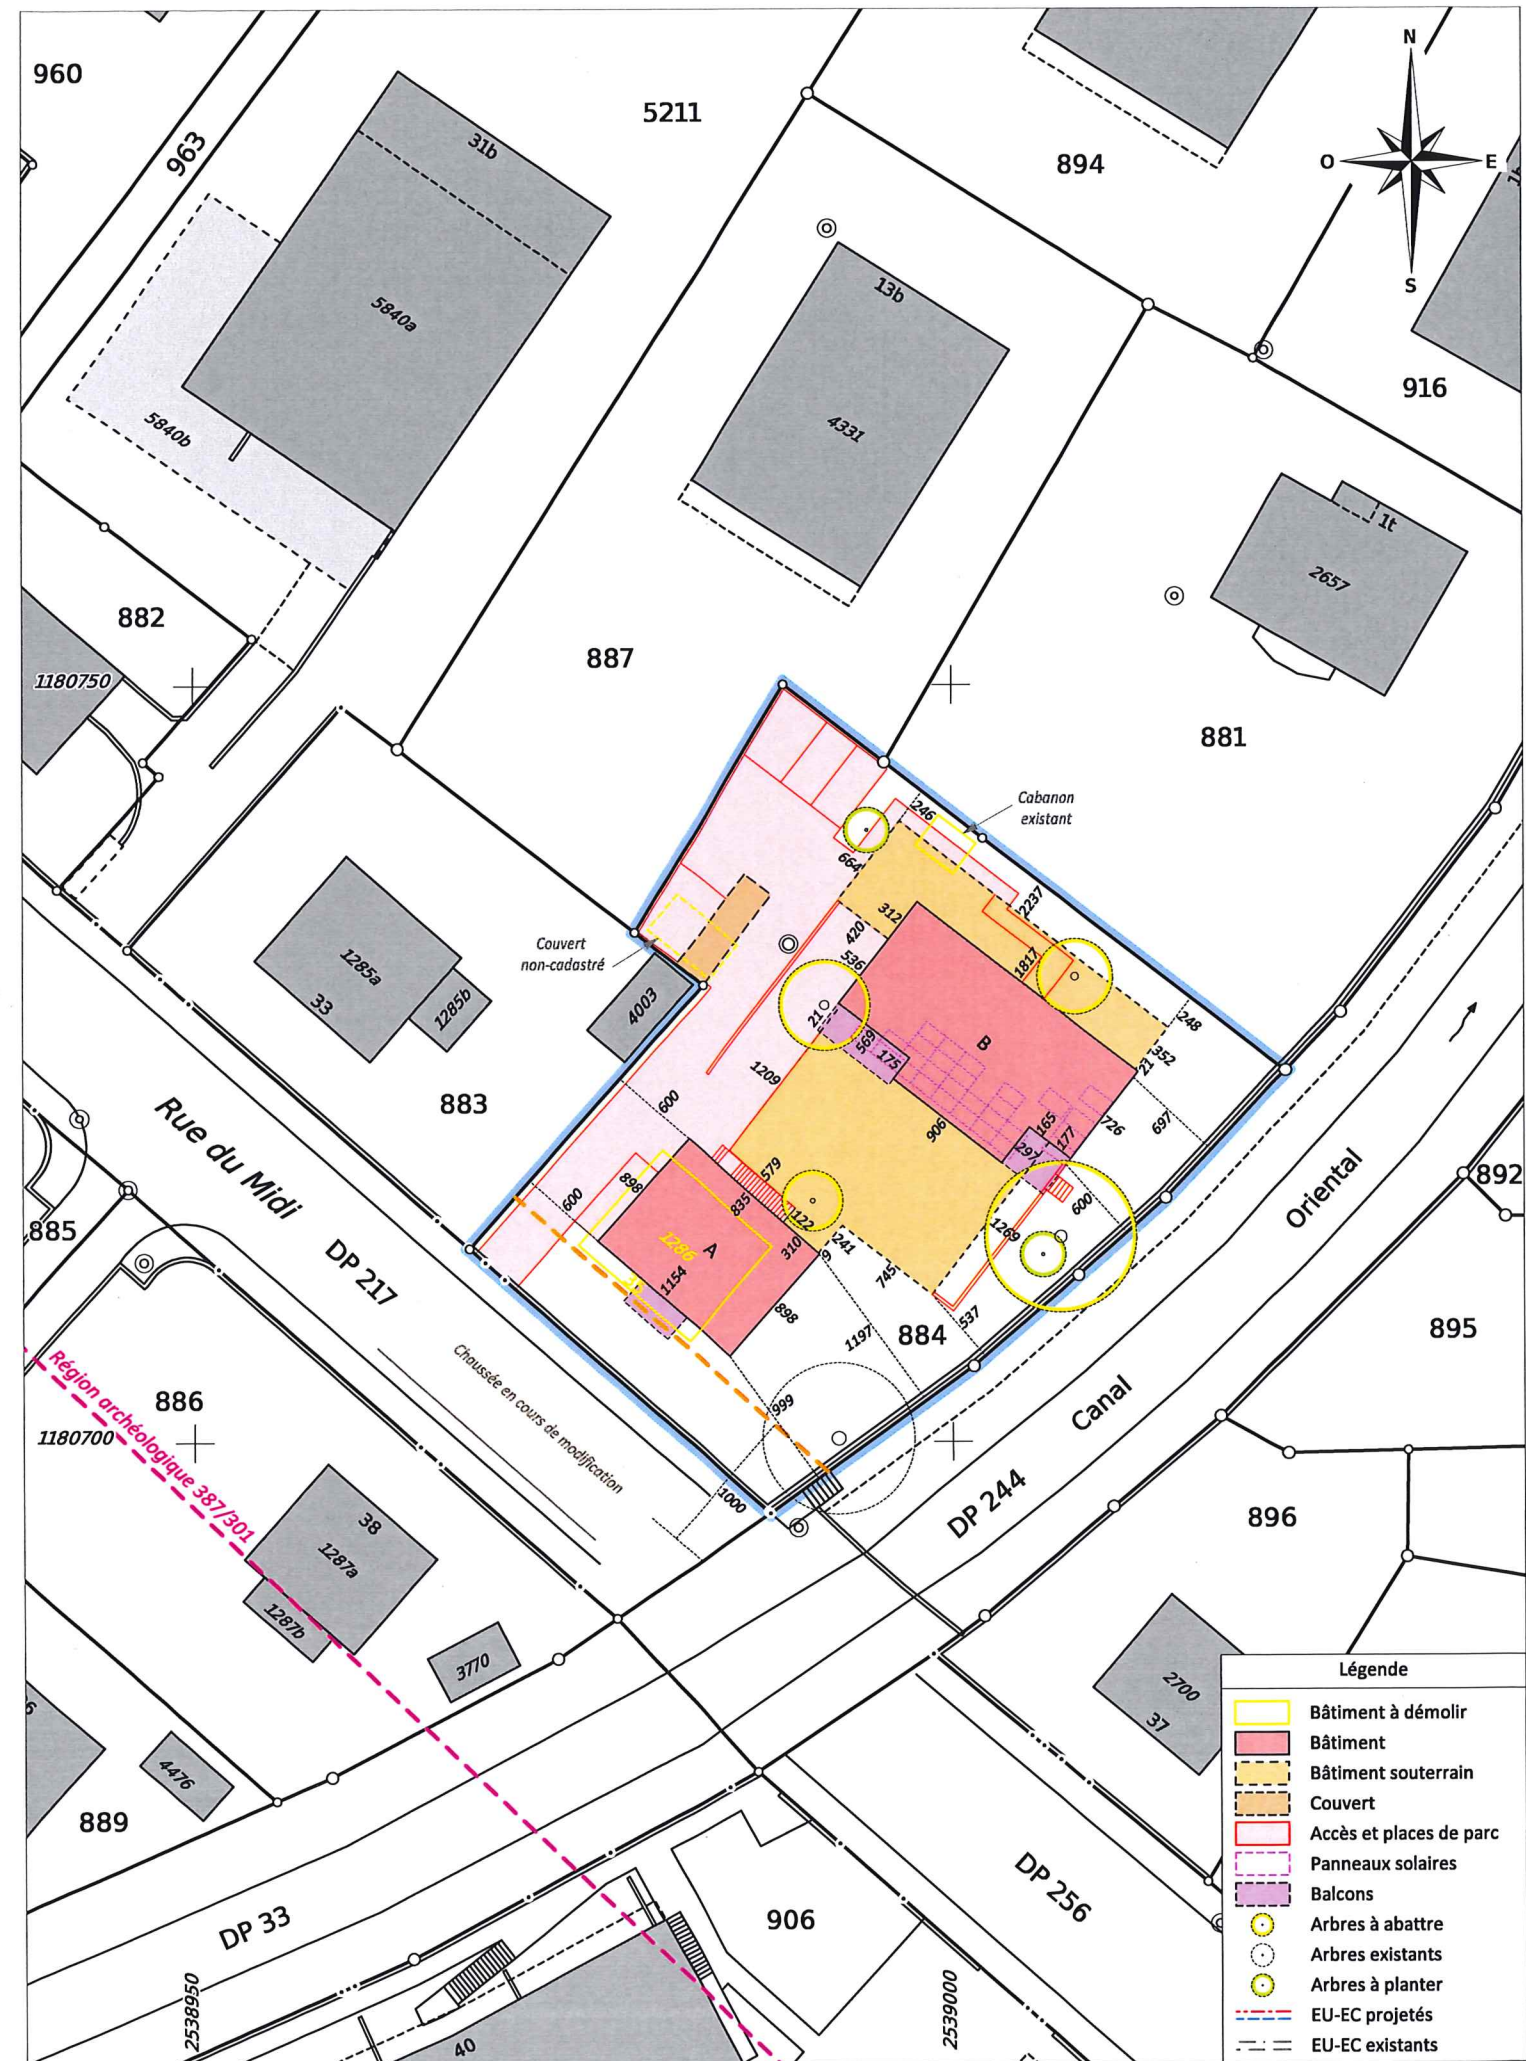 960
963
31b
5211
894
N
O
E
S
5840a
13b
4331
916
5840b
1t
2657
882
1180750
887
881
Cabanon
existant
246
664
2237
312
420
536
1817
Couvert
non-cadastré
1285a
33
1285b
4003
21
569
175
B
248
352
21
1209
883
600
906
165
726
177
297
697
Rue du Midi
579
898
835
122
600
600
1286
A
310
9
241
1269
Oriental
892
885
DP 217
1154
745
898
1197
884
537
895
Chaussée en cours de modification
Région archéologique 387/301
886
1180700
999
Canal
1000
DP 244
896
38
1287a
1287b
3770
2700
37
4476
889
DP 33
906
DP 256
2538950
2539000
40
Légende
Bâtiment à démolir
Bâtiment
Bâtiment souterrain
Couvert
Accès et places de parc
Panneaux solaires
Balcons
Arbres à abattre
Arbres existants
Arbres à planter
EU-EC projetés
EU-EC existants